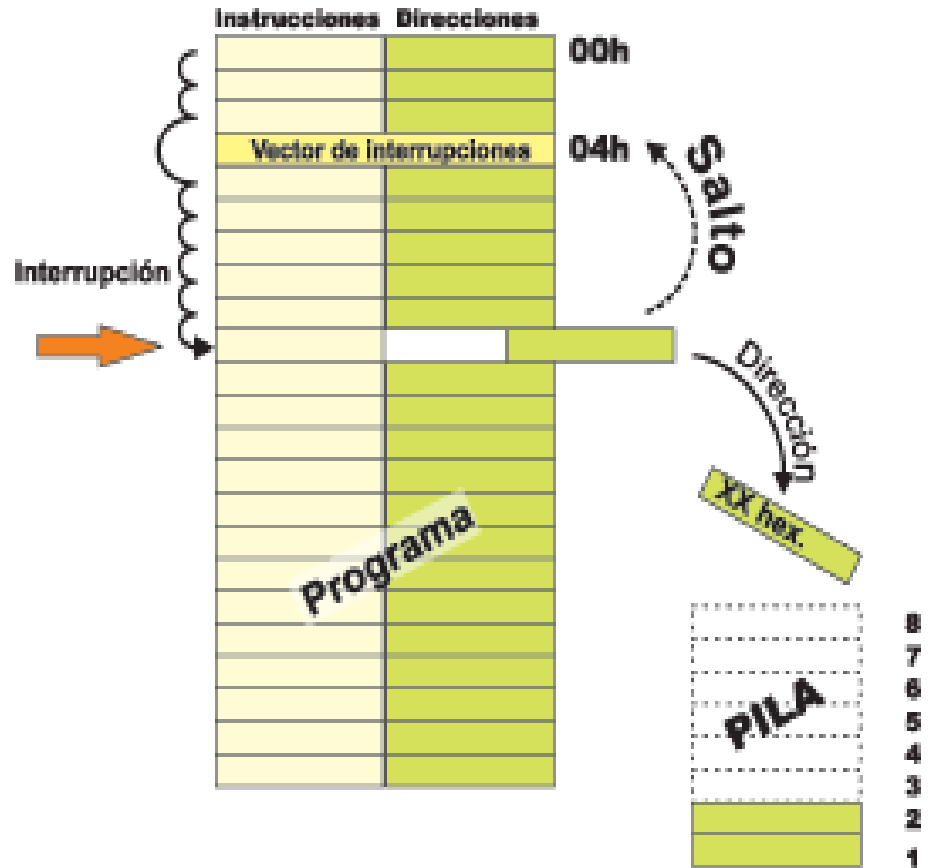 Instrucciones Direcciones
00h
Vector de interrupciones 04h
Salto
Interrupción
Dirección
XX hex.
Programa
PILA
8
7
6
5
4
3
2
1